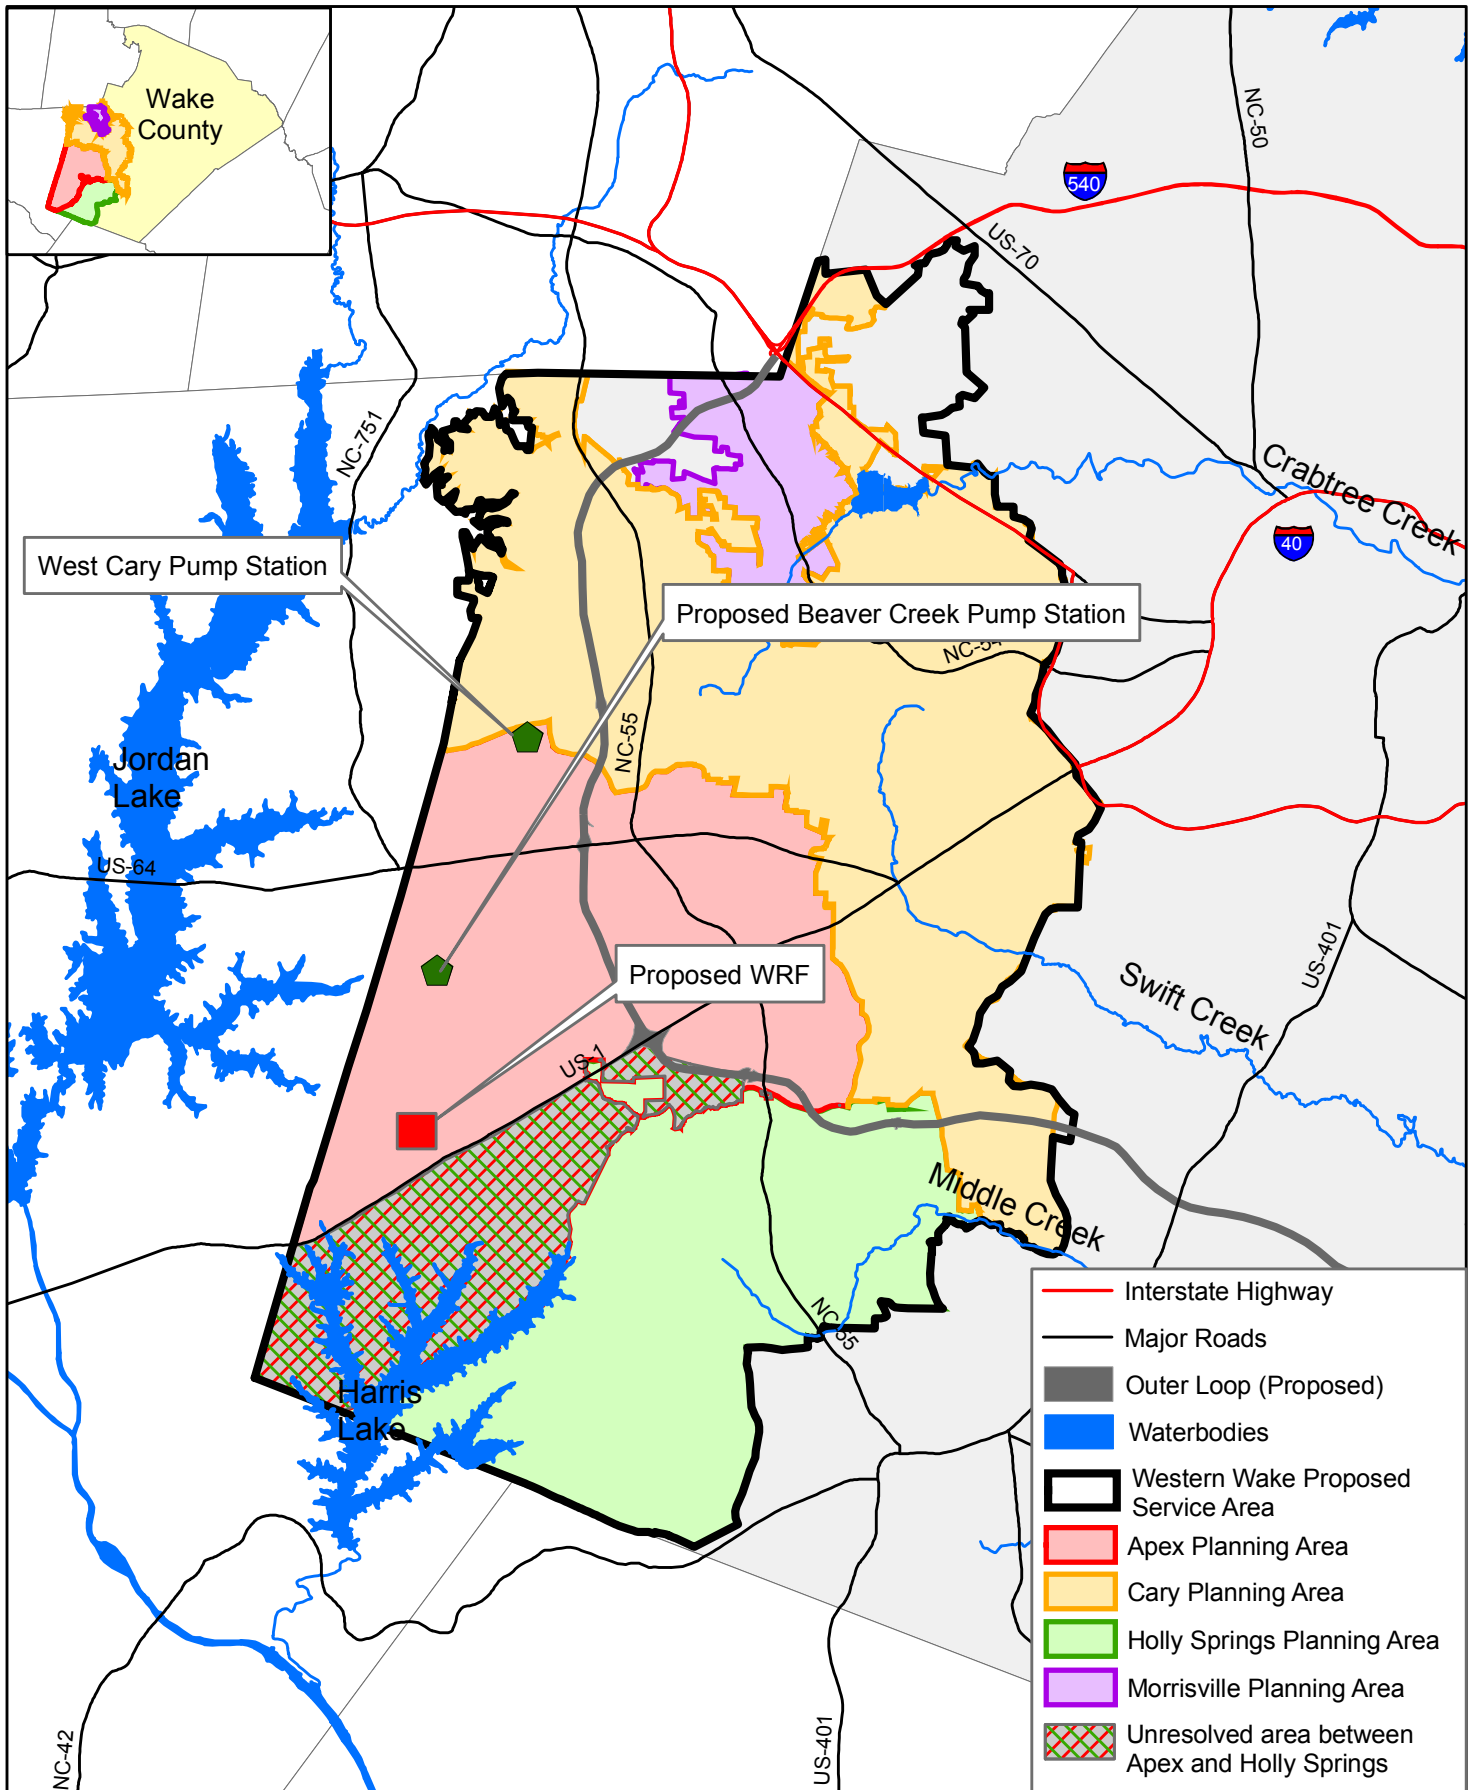 Wake
County
NC-50
540
US-70
NC-751
Crabtree Creek
40
West Cary Pump Station
Proposed Beaver Creek Pump Station
NC-5
NC-55
Jordan
Lake
US-64
US-401
Proposed WRF
Swift Creek
US-1
Middle Creek
NC-55
Harris
Lake
Interstate Highway
Major Roads
Outer Loop (Proposed)
Waterbodies
Western Wake Proposed
Service Area
Apex Planning Area
Cary Planning Area
Holly Springs Planning Area
Morrisville Planning Area
Unresolved area between
Apex and Holly Springs
NC-42
US-401